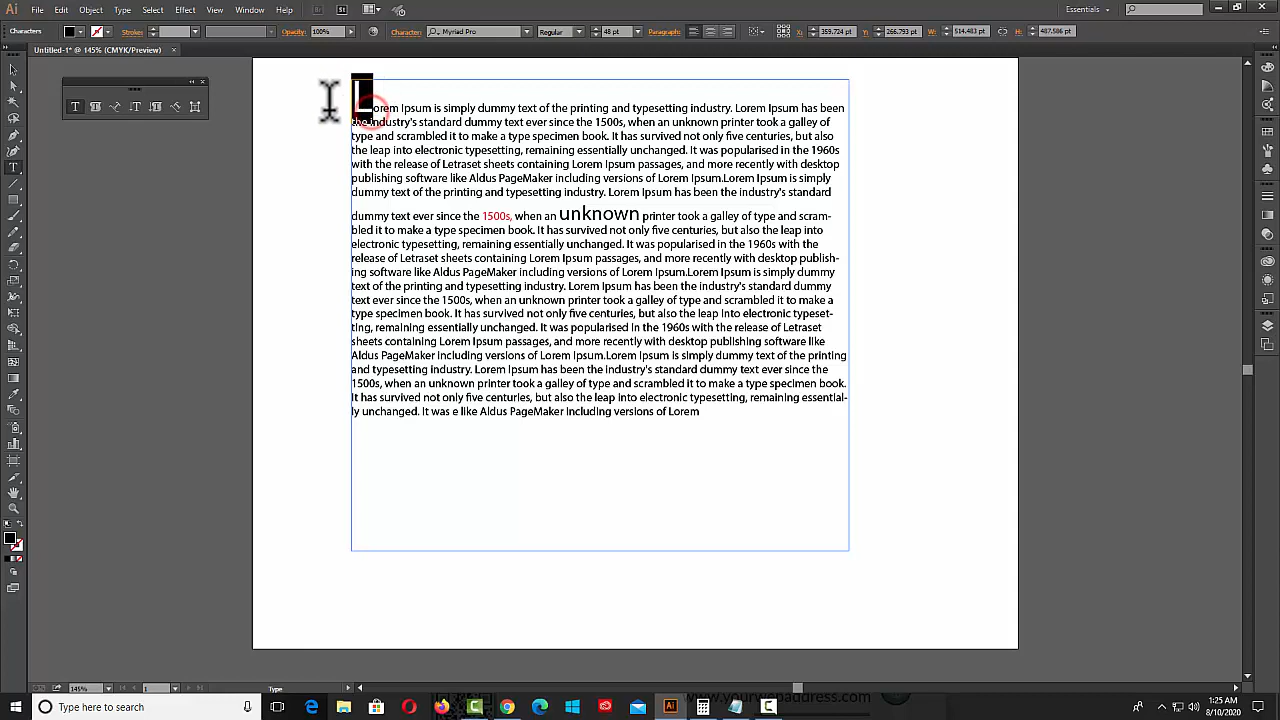 Ai File Edit Object Type Select Effect View Window Help Br St Essentials
Characters Stroke: Opacity: 100% Character: Myriad Pro Regular 48 pt Paragraph: X: 359.724 pt Y: 266.793 pt W: 514.483 pt H: 487.586 pt
Untitled-1* @ 145% (CMYK/Preview) ×
Lorem Ipsum is simply dummy text of the printing and typesetting industry. Lorem Ipsum has been
the industry's standard dummy text ever since the 1500s, when an unknown printer took a galley of
type and scrambled it to make a type specimen book. It has survived not only five centuries, but also
the leap into electronic typesetting, remaining essentially unchanged. It was popularised in the 1960s
with the release of Letraset sheets containing Lorem Ipsum passages, and more recently with desktop
publishing software like Aldus PageMaker including versions of Lorem Ipsum.Lorem Ipsum is simply
dummy text of the printing and typesetting industry. Lorem Ipsum has been the industry's standard
dummy text ever since the 1500s, when an unknown printer took a galley of type and scram-
bled it to make a type specimen book. It has survived not only five centuries, but also the leap into
electronic typesetting, remaining essentially unchanged. It was popularised in the 1960s with the
release of Letraset sheets containing Lorem Ipsum passages, and more recently with desktop publish-
ing software like Aldus PageMaker including versions of Lorem Ipsum.Lorem Ipsum is simply dummy
text of the printing and typesetting industry. Lorem Ipsum has been the industry's standard dummy
text ever since the 1500s, when an unknown printer took a galley of type and scrambled it to make a
type specimen book. It has survived not only five centuries, but also the leap into electronic typeset-
ting, remaining essentially unchanged. It was popularised in the 1960s with the release of Letraset
sheets containing Lorem Ipsum passages, and more recently with desktop publishing software like
Aldus PageMaker including versions of Lorem Ipsum.Lorem Ipsum is simply dummy text of the printing
and typesetting industry. Lorem Ipsum has been the industry's standard dummy text ever since the
1500s, when an unknown printer took a galley of type and scrambled it to make a type specimen book.
It has survived not only five centuries, but also the leap into electronic typesetting, remaining essential-
ly unchanged. It was e like Aldus PageMaker including versions of Lorem
145% 1 Type
Type here to search
www.yourwebaddress.com
1:25 AM
8/10/2020